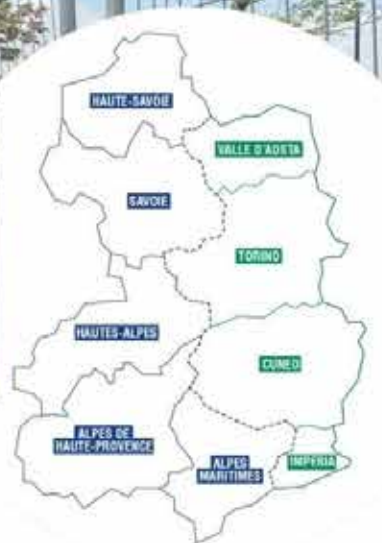 HAUTE-SAVOIE
VALLE D'AOSTA
SAVOIE
TORINO
HAUTES-ALPES
CUNEO
ALPES DE
HAUTE-PROVENCE
ALPES
MARITIMES
IMPERIA